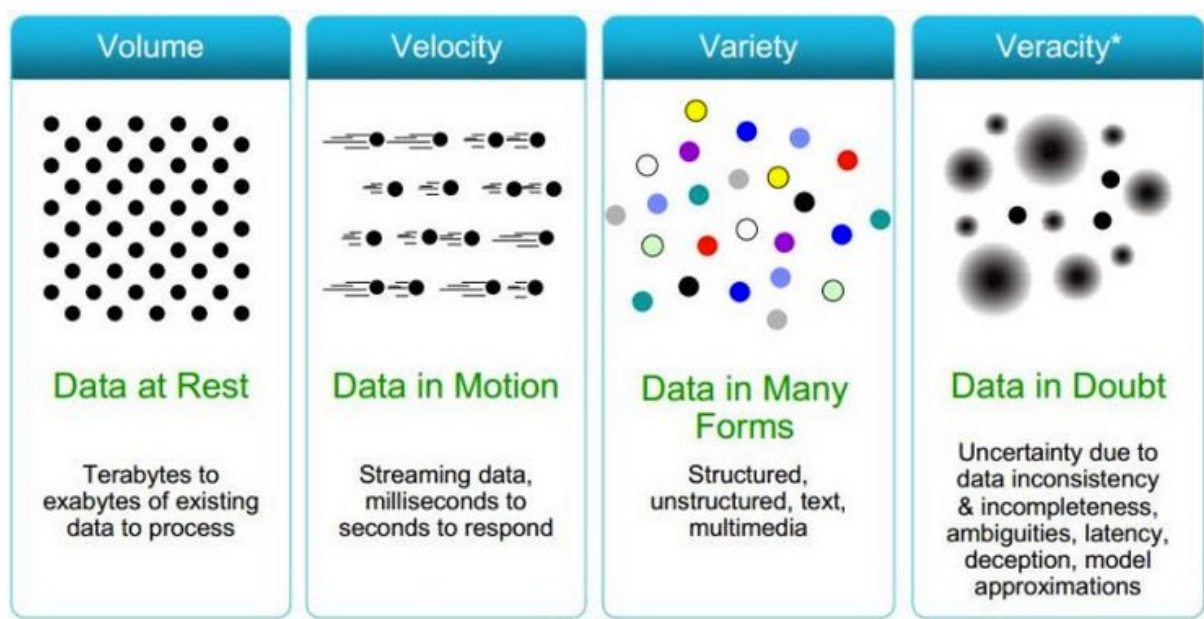 Volume
Data at Rest
Terabytes to
exabytes of existing
data to process
Velocity
Data in Motion
Streaming data,
milliseconds to
seconds to respond
Variety
Data in Many
Forms
Structured,
unstructured, text,
multimedia
Veracity*
Data in Doubt
Uncertainty due to
data inconsistency
& incompleteness,
ambiguities, latency,
deception, model
approximations